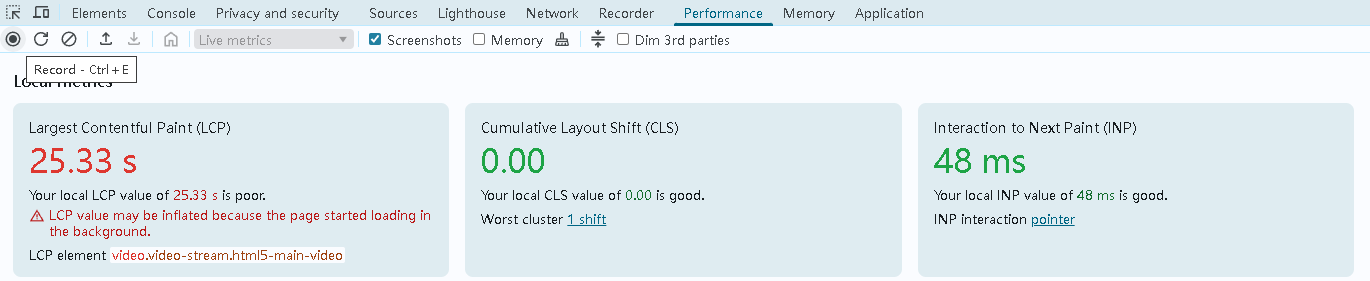 Elements Console Privacy and security Sources Lighthouse Network Recorder Performance Memory Application
Live metrics Screenshots Memory Dim 3rd parties
Record - Ctrl+E
Local metrics
Largest Contentful Paint (LCP)
25.33 s
Your local LCP value of 25.33 s is poor.
LCP value may be inflated because the page started loading in
the background.
LCP element video.video-stream.html5-main-video
Cumulative Layout Shift (CLS)
0.00
Your local CLS value of 0.00 is good.
Worst cluster 1 shift
Interaction to Next Paint (INP)
48 ms
Your local INP value of 48 ms is good.
INP interaction pointer